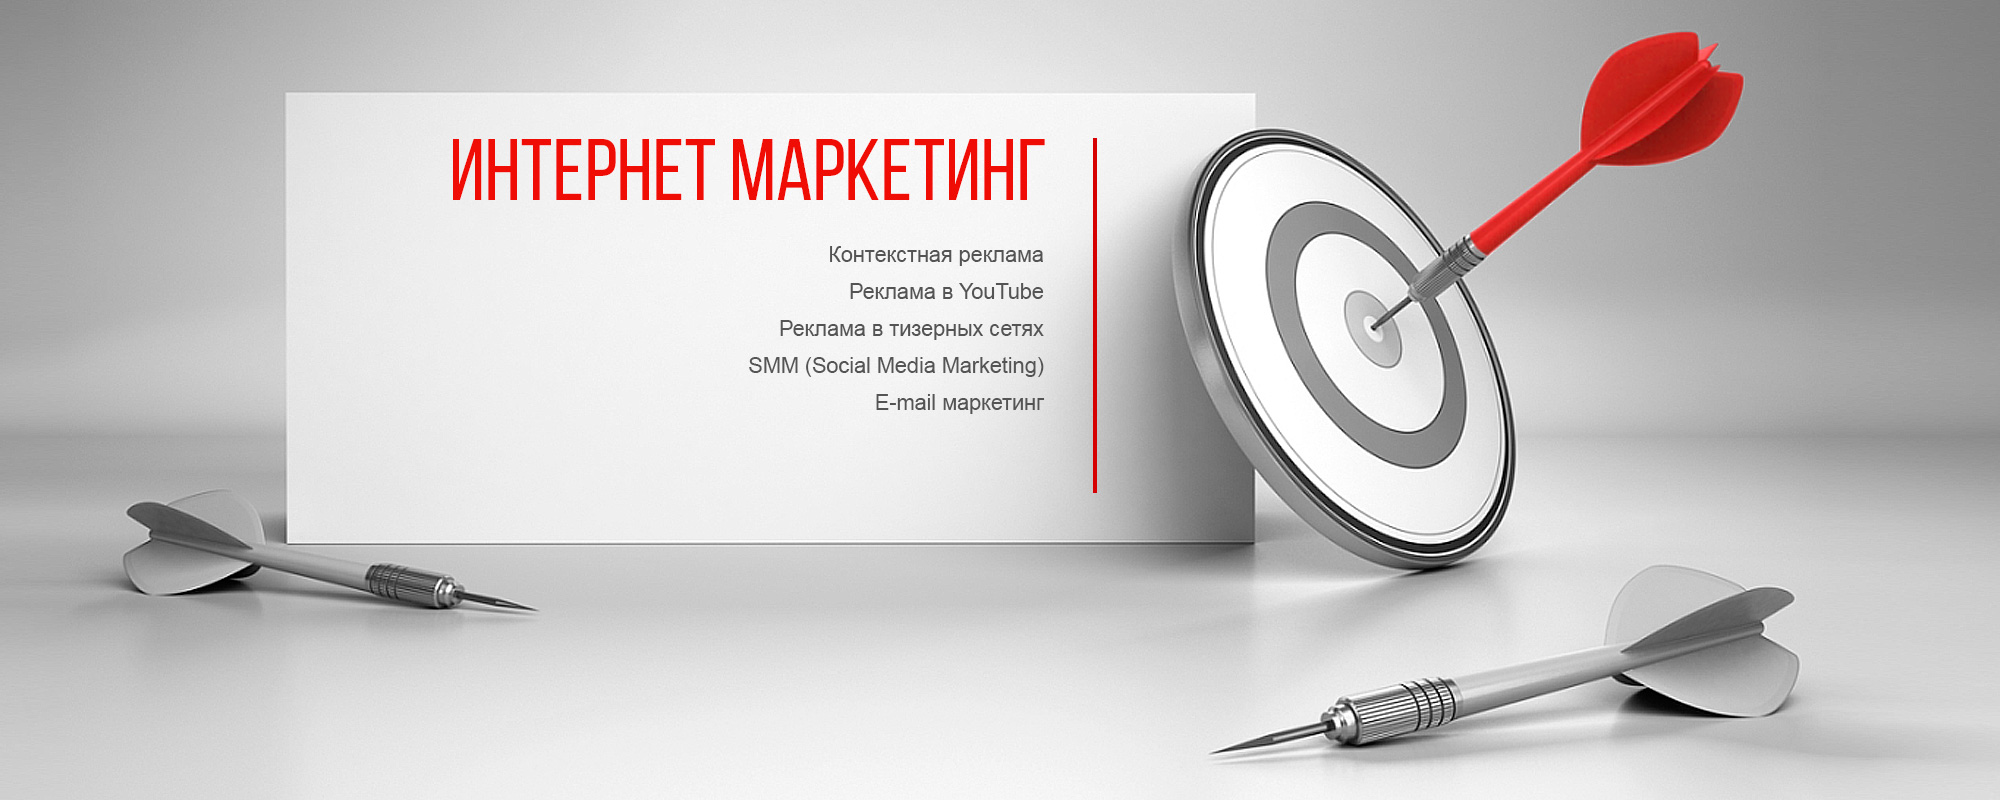 ИНТЕРНЕТ МАРКЕТИНГ
Контекстная реклама
Реклама в YouTube
Реклама в тизерных сетях
SMM (Social Media Marketing)
E-mail маркетинг